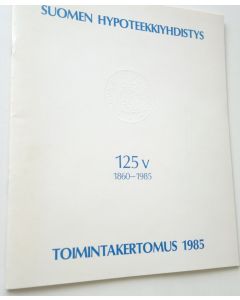 SUOMEN HYPOTEEKKIYHDISTYS
125 v
1860-1985
TOIMINTAKERTOMUS 1985